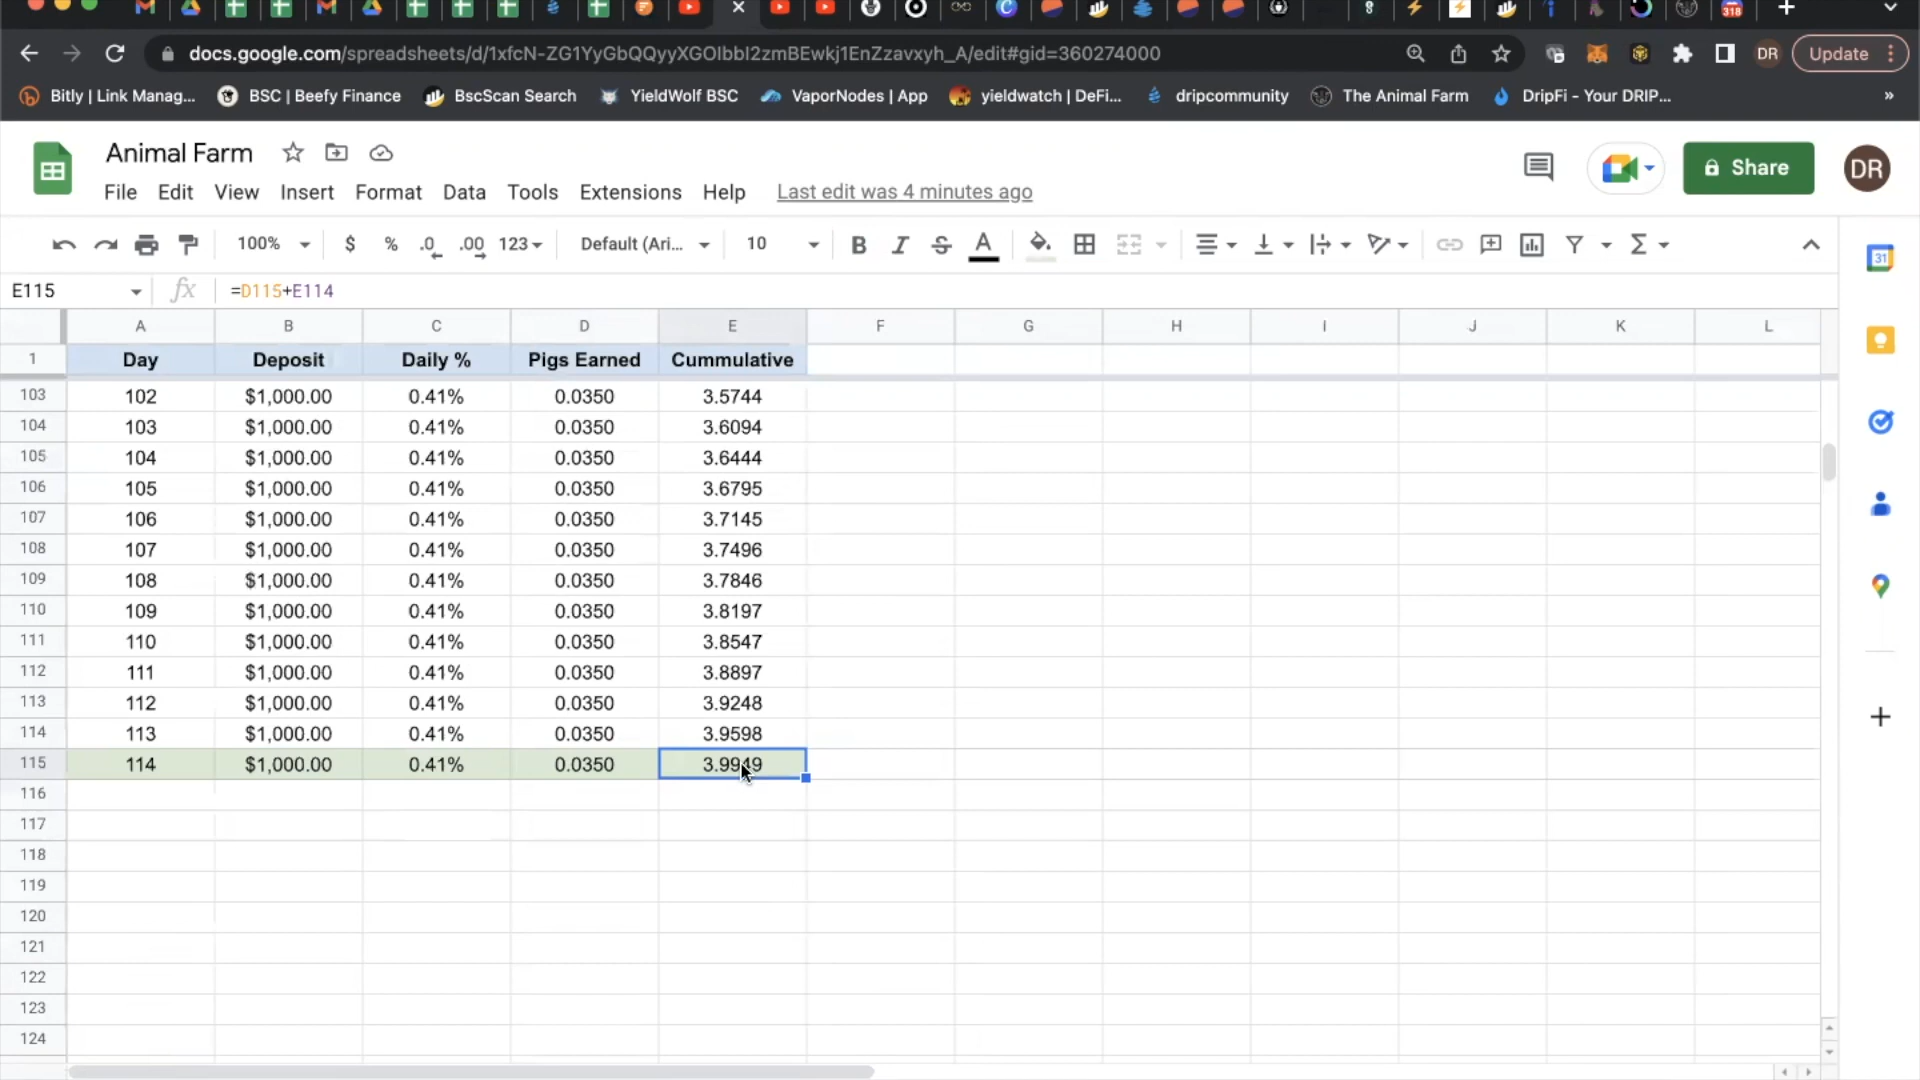 318
docs.google.com/spreadsheets/d/1xfcN-ZG1YyGbQQyyXGOlbbI2zmBEwkj1EnZzavxyh_A/edit#gid=360274000
DR
Update
Bitly | Link Manag...
BSC | Beefy Finance
BscScan Search
YieldWolf BSC
VaporNodes | App
yieldwatch | DeFi...
dripcommunity
The Animal Farm
DripFi - Your DRIP...
»
Animal Farm
Share
DR
File Edit View Insert Format Data Tools Extensions Help Last edit was 4 minutes ago
100% $ % .0 .00 123 Default (Ari... 10 B I S A Σ
31
E115 fx =D115+E114
A B C D E F G H I J K L
1 Day Deposit Daily % Pigs Earned Cummulative
103 102 $1,000.00 0.41% 0.0350 3.5744
104 103 $1,000.00 0.41% 0.0350 3.6094
105 104 $1,000.00 0.41% 0.0350 3.6444
106 105 $1,000.00 0.41% 0.0350 3.6795
107 106 $1,000.00 0.41% 0.0350 3.7145
108 107 $1,000.00 0.41% 0.0350 3.7496
109 108 $1,000.00 0.41% 0.0350 3.7846
110 109 $1,000.00 0.41% 0.0350 3.8197
111 110 $1,000.00 0.41% 0.0350 3.8547
112 111 $1,000.00 0.41% 0.0350 3.8897
113 112 $1,000.00 0.41% 0.0350 3.9248
114 113 $1,000.00 0.41% 0.0350 3.9598
115 114 $1,000.00 0.41% 0.0350 3.9949
116
117
118
119
120
121
122
123
124